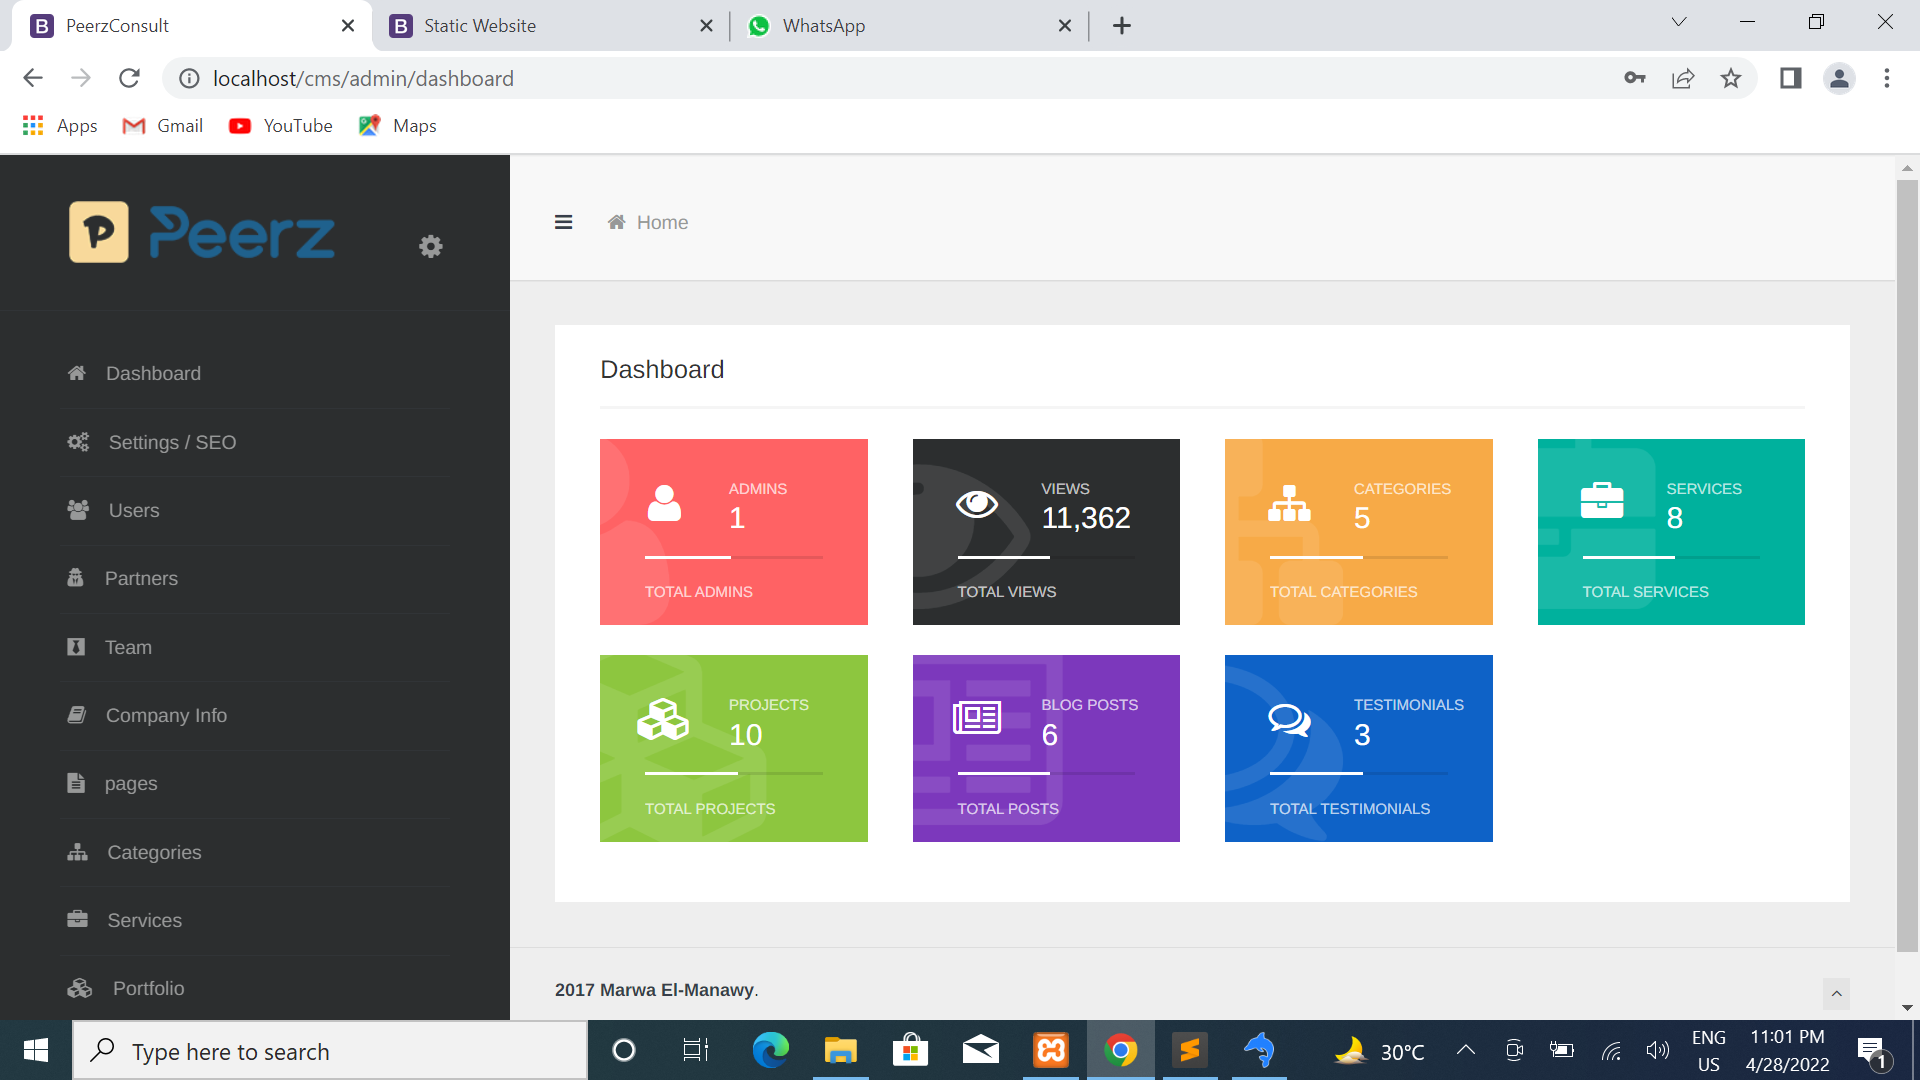 PeerzConsult
Static Website
WhatsApp
localhost/cms/admin/dashboard
Apps
Gmail
YouTube
Maps
P Peerz
Home
Dashboard
Settings / SEO
Users
Partners
Team
Company Info
pages
Categories
Services
Portfolio
Dashboard
ADMINS
1
TOTAL ADMINS
VIEWS
11,362
TOTAL VIEWS
CATEGORIES
5
TOTAL CATEGORIES
SERVICES
8
TOTAL SERVICES
PROJECTS
10
TOTAL PROJECTS
BLOG POSTS
6
TOTAL POSTS
TESTIMONIALS
3
TOTAL TESTIMONIALS
2017 Marwa El-Manawy.
Type here to search
30°C
ENG
US
11:01 PM
4/28/2022
1